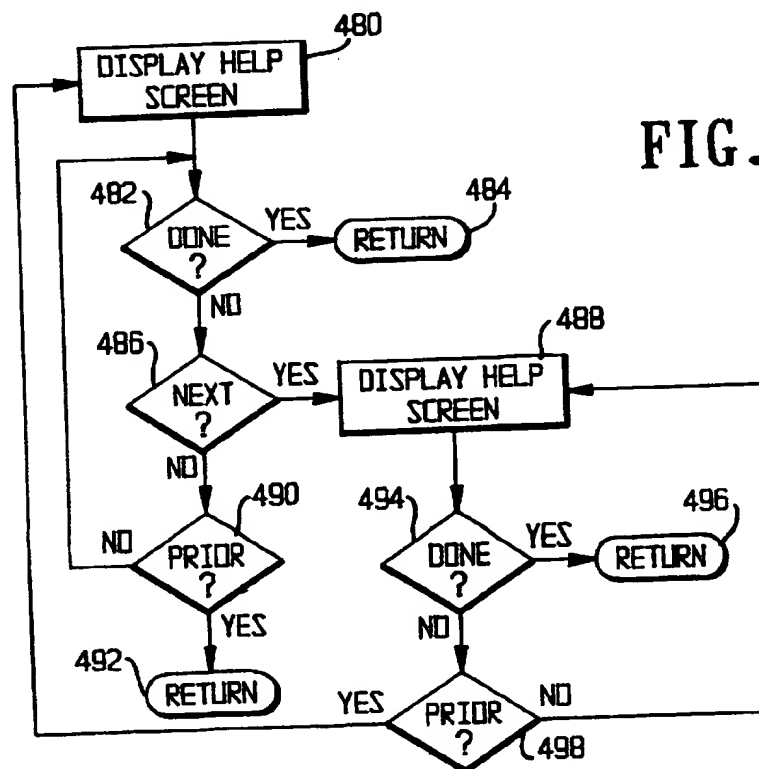 480
DISPLAY HELP
SCREEN
FIG.
482
DONE
?
YES
RETURN
484
NO
486
NEXT
?
YES
DISPLAY HELP
SCREEN
488
NO
490
PRIOR
?
NO
YES
492
RETURN
494
DONE
?
YES
RETURN
496
NO
YES
PRIOR
?
NO
498